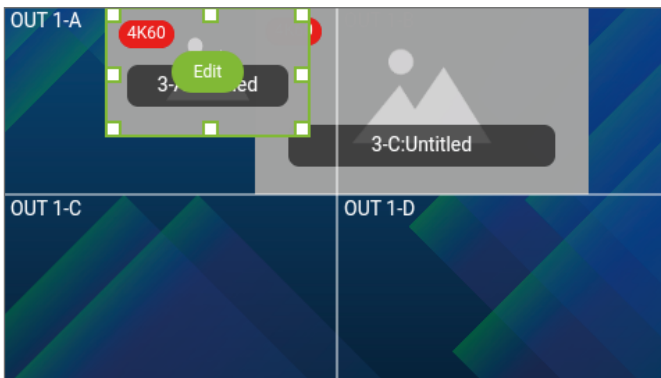 OUT 1-A
4K60
Edit
3-C:Untitled
OUT 1-C
OUT 1-D